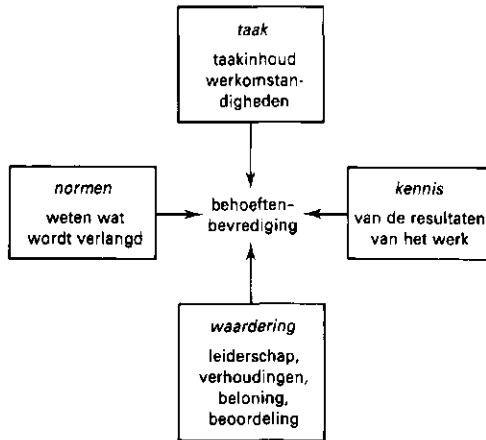 taak
taakinhoud
werkomstan-
digheden
normen
weten wat
wordt verlangd
behoeften-
bevrediging
kennis
van de resultaten
van het werk
waardering
leiderschap,
verhoudingen,
beloning,
beoordeling